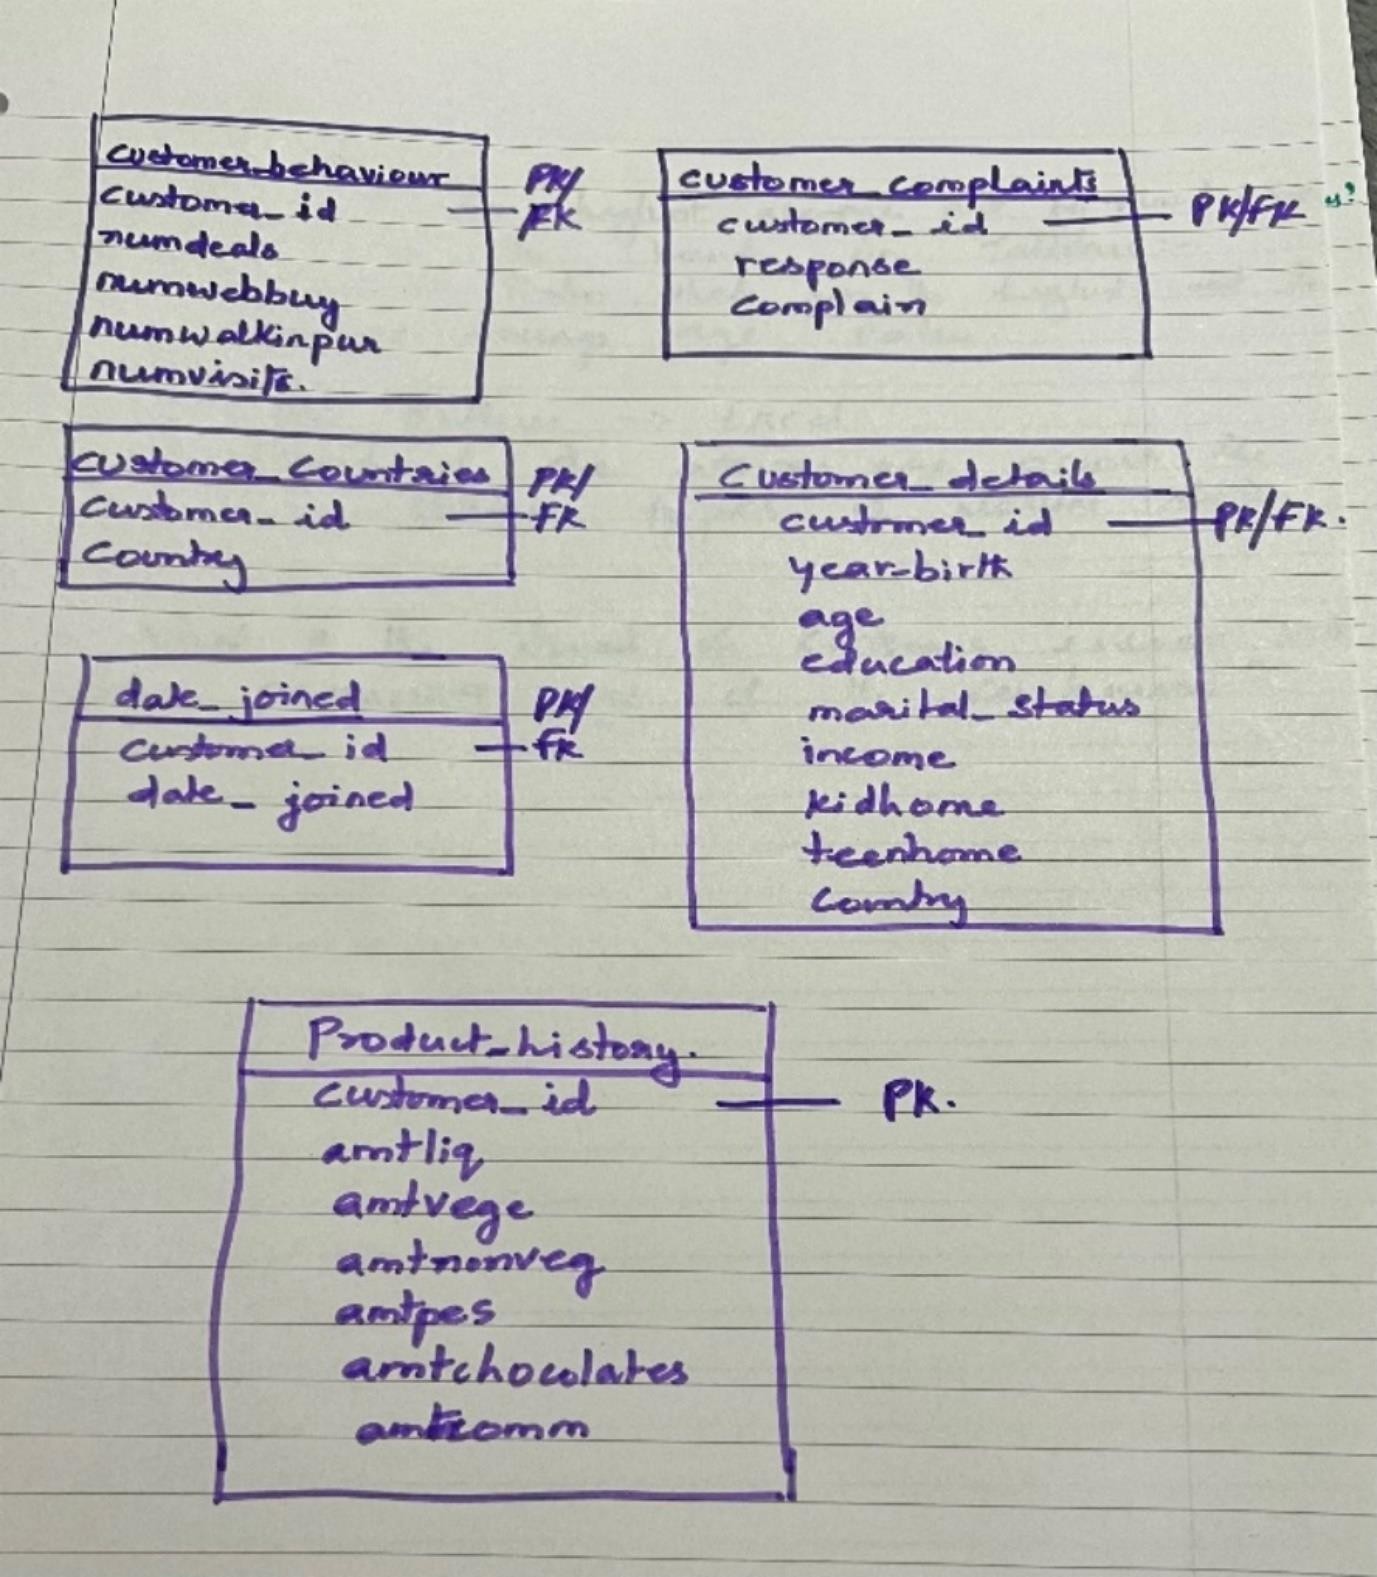 customer_behaviour
customer_id PK/FK
numdeals
numwebbuy
numwalkinpur
numvisits.
customer_complaints
customer_id PK/FK
response
complain
customer_countries
customer_id PK/FK
country
Customer_details
customer_id PK/FK.
year-birth
age
education
marital_status
income
kidhome
teenhome
country
date_joined
customer_id PK/FK
date_joined
Product_history.
customer_id PK.
amtliq
amtvege
amtnonveg
amtpes
amtchocolates
amtcomm